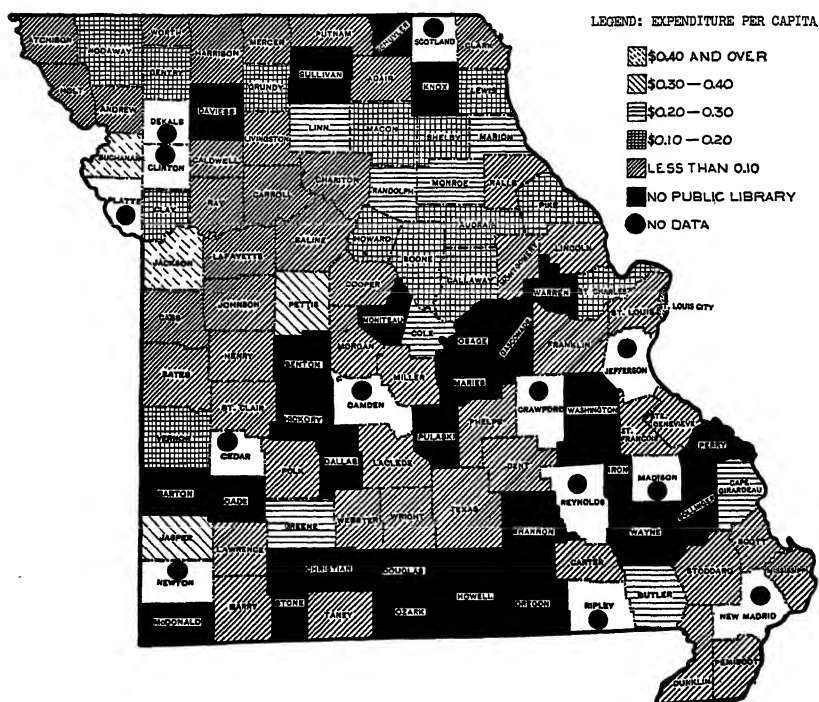 LEGEND: EXPENDITURE PER CAPITA
$0.40 AND OVER
$0.30—0.40
$0.20—0.30
$0.10—0.20
LESS THAN 0.10
NO PUBLIC LIBRARY
NO DATA
ATCHISON
NODAWAY
WORTH
HARRISON
MERCER
PUTNAM
SCHUYLER
SCOTLAND
CLARK
HOLT
ANDREW
GENTRY
GRUNDY
SULLIVAN
ADAIR
KNOX
LEWIS
DEKALB
DAVIESS
LIVINGSTON
LINN
MACON
SHELBY
MARION
BUCHANAN
CLINTON
CALDWELL
CHARITON
RANDOLPH
MONROE
RALLS
PIKE
PLATTE
CLAY
RAY
CARROLL
SALINE
HOWARD
BOONE
AUDRAIN
CALLAWAY
MONTGOMERY
LINCOLN
JACKSON
LAFAYETTE
COOPER
WARREN
ST. CHARLES
ST. LOUIS
ST. LOUIS CITY
CASS
JOHNSON
PETTIS
MONITEAU
COLE
OSAGE
GASCONADE
FRANKLIN
JEFFERSON
BATES
HENRY
BENTON
MORGAN
MILLER
MARIES
CAMDEN
CRAWFORD
WASHINGTON
STE. GENEVIEVE
ST. FRANCOIS
VERNON
ST. CLAIR
HICKORY
PULASKI
PHELPS
PERRY
CEDAR
POLK
DALLAS
LACLEDE
DENT
IRON
MADISON
BARTON
DADE
REYNOLDS
BOLLINGER
CAPE GIRARDEAU
JASPER
GREENE
WEBSTER
WRIGHT
TEXAS
SHANNON
WAYNE
LAWRENCE
CARTER
STODDARD
SCOTT
MISSISSIPPI
NEWTON
CHRISTIAN
DOUGLAS
HOWELL
OREGON
RIPLEY
BUTLER
NEW MADRID
McDONALD
BARRY
STONE
TANEY
OZARK
DUNKLIN
PEMISCOT